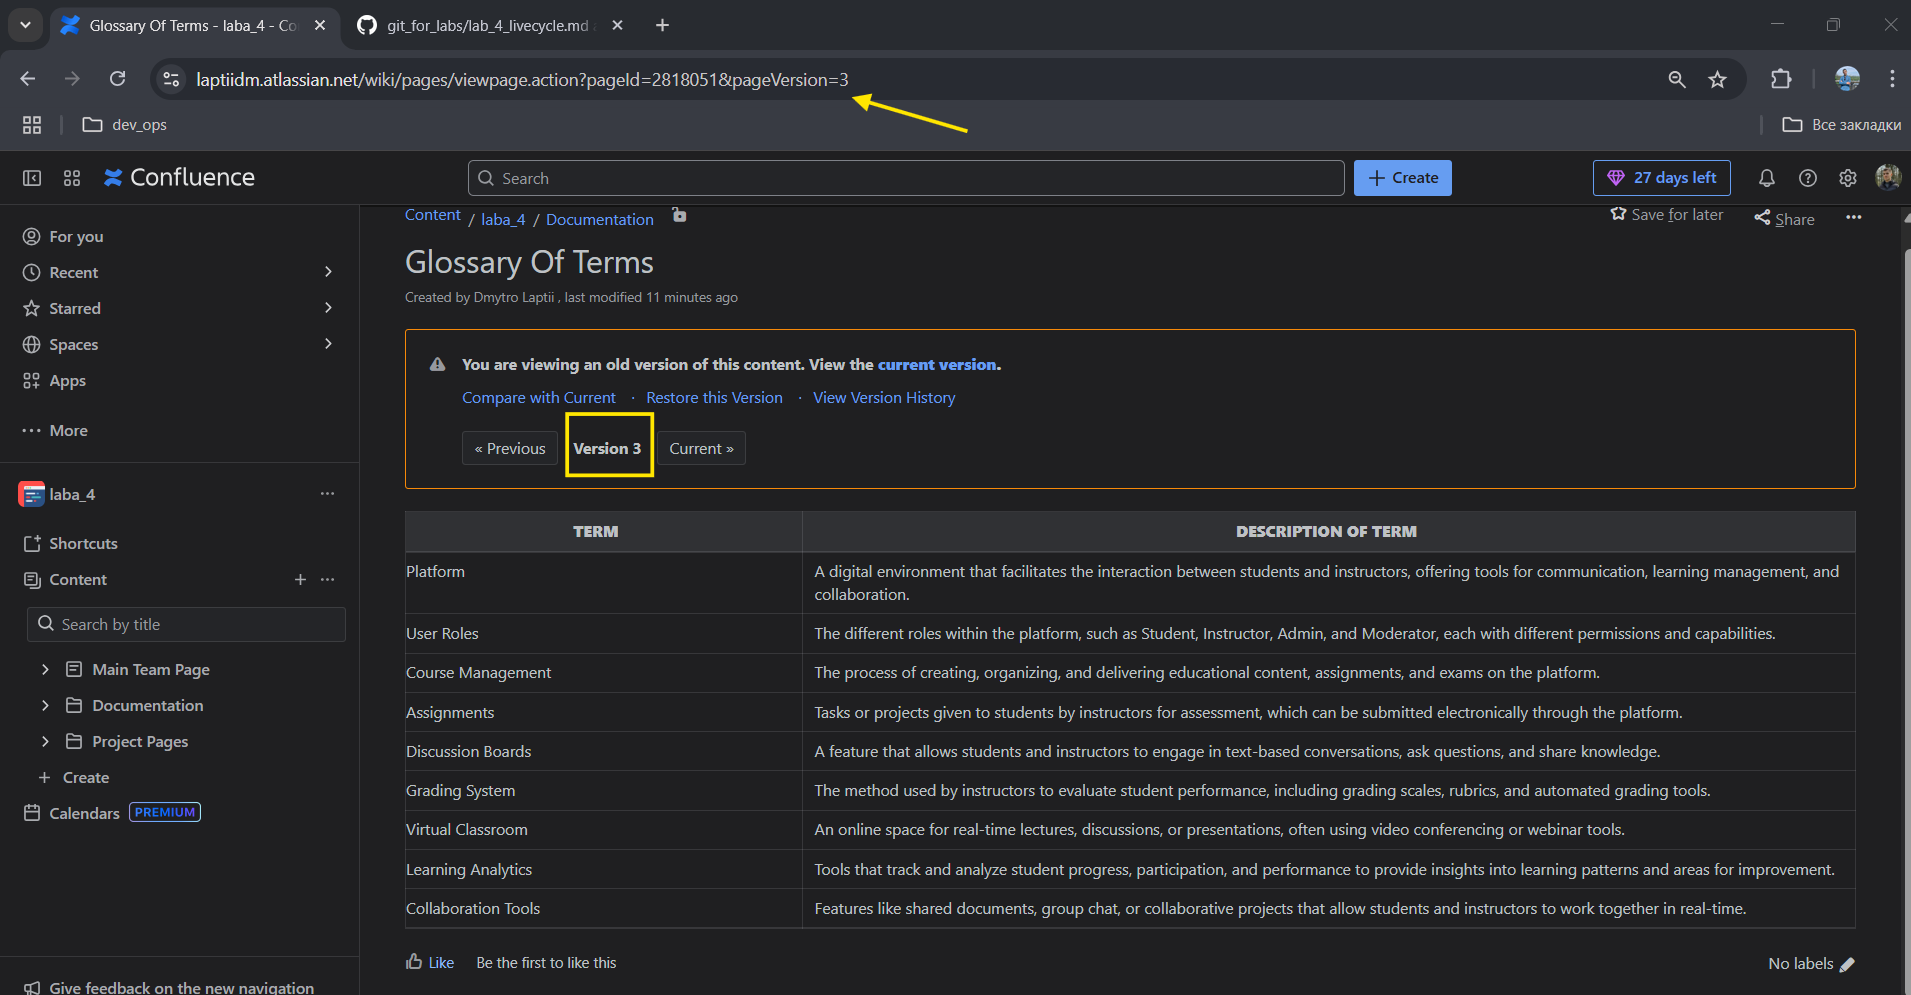 Glossary Of Terms - laba_4 - Co
git_for_labs/lab_4_livecycle.md
laptiidm.atlassian.net/wiki/pages/viewpage.action?pageId=2818051&pageVersion=3
dev_ops
Все закладки
Confluence
Search
Create
27 days left
For you
Recent
Starred
Spaces
Apps
More
laba_4
Shortcuts
Content
Search by title
Main Team Page
Documentation
Project Pages
Create
Calendars PREMIUM
Give feedback on the new navigation
Content / laba_4 / Documentation
Save for later
Share
Glossary Of Terms
Created by Dmytro Laptii , last modified 11 minutes ago
You are viewing an old version of this content. View the current version.
Compare with Current · Restore this Version · View Version History
« Previous Version 3 Current »
TERM DESCRIPTION OF TERM
Platform A digital environment that facilitates the interaction between students and instructors, offering tools for communication, learning management, and
collaboration.
User Roles The different roles within the platform, such as Student, Instructor, Admin, and Moderator, each with different permissions and capabilities.
Course Management The process of creating, organizing, and delivering educational content, assignments, and exams on the platform.
Assignments Tasks or projects given to students by instructors for assessment, which can be submitted electronically through the platform.
Discussion Boards A feature that allows students and instructors to engage in text-based conversations, ask questions, and share knowledge.
Grading System The method used by instructors to evaluate student performance, including grading scales, rubrics, and automated grading tools.
Virtual Classroom An online space for real-time lectures, discussions, or presentations, often using video conferencing or webinar tools.
Learning Analytics Tools that track and analyze student progress, participation, and performance to provide insights into learning patterns and areas for improvement.
Collaboration Tools Features like shared documents, group chat, or collaborative projects that allow students and instructors to work together in real-time.
Like Be the first to like this
No labels